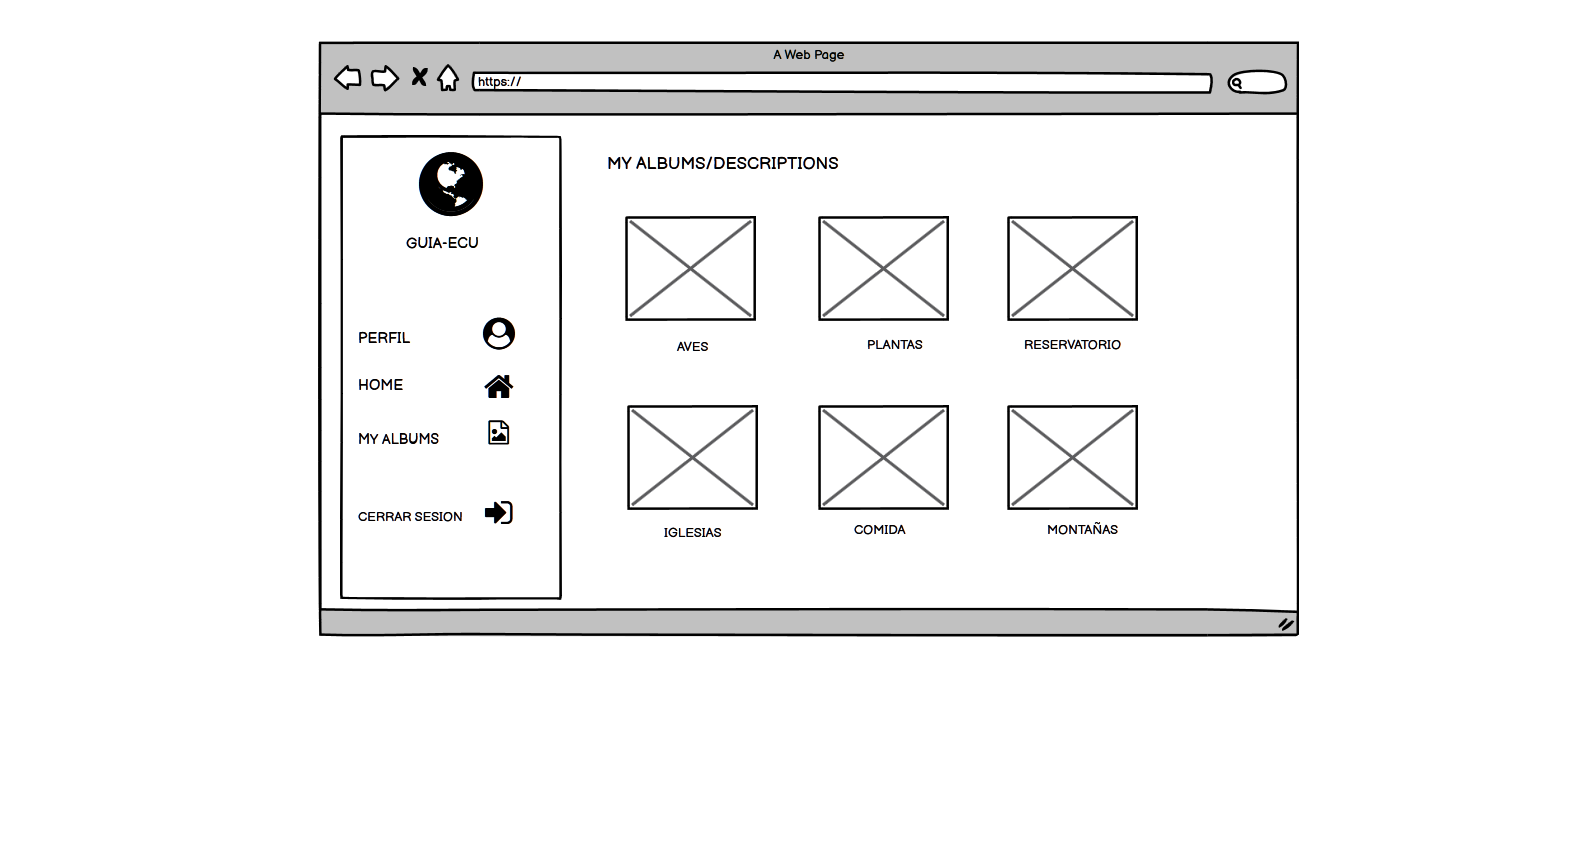 A Web Page
https://
GUIA-ECU
PERFIL
HOME
MY ALBUMS
CERRAR SESION
MY ALBUMS/DESCRIPTIONS
AVES
PLANTAS
RESERVATORIO
IGLESIAS
COMIDA
MONTAÑAS